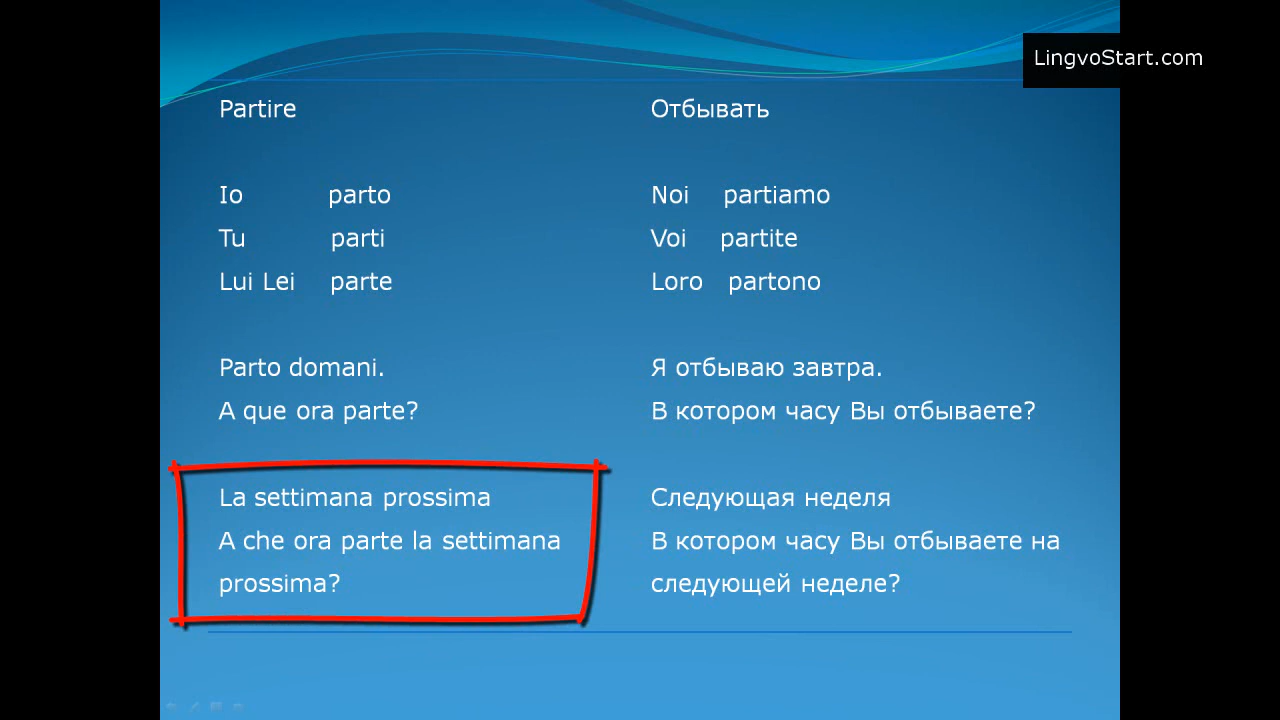 LingvoStart.com
Partire Отбывать
Io parto Noi partiamo
Tu parti Voi partite
Lui Lei parte Loro partono
Parto domani. Я отбываю завтра.
A que ora parte? В котором часу Вы отбываете?
La settimana prossima Следующая неделя
A che ora parte la settimana В котором часу Вы отбываете на
prossima? следующей неделе?